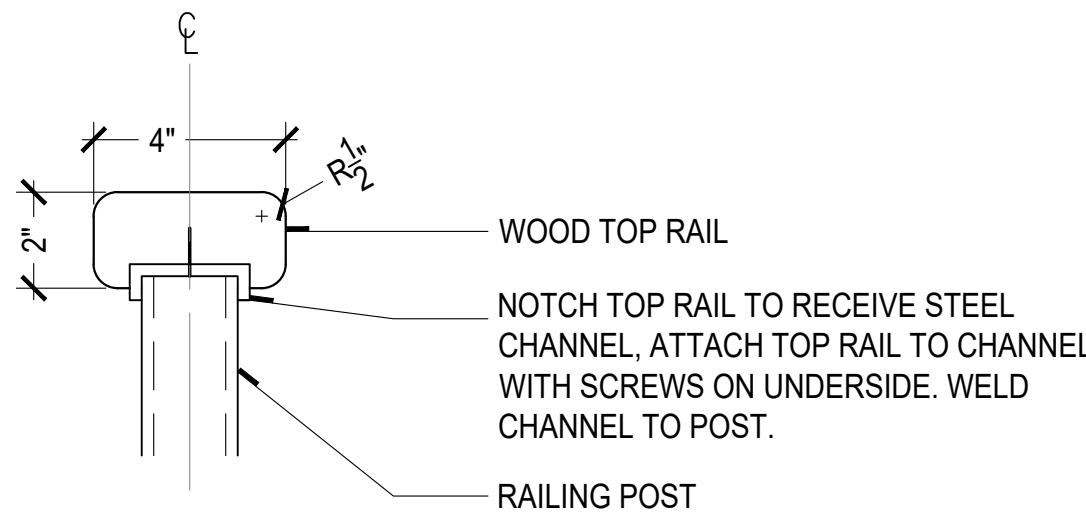 ℄
4"
R1/2"
2"
WOOD TOP RAIL
NOTCH TOP RAIL TO RECEIVE STEEL
CHANNEL, ATTACH TOP RAIL TO CHANNEL
WITH SCREWS ON UNDERSIDE. WELD
CHANNEL TO POST.
RAILING POST